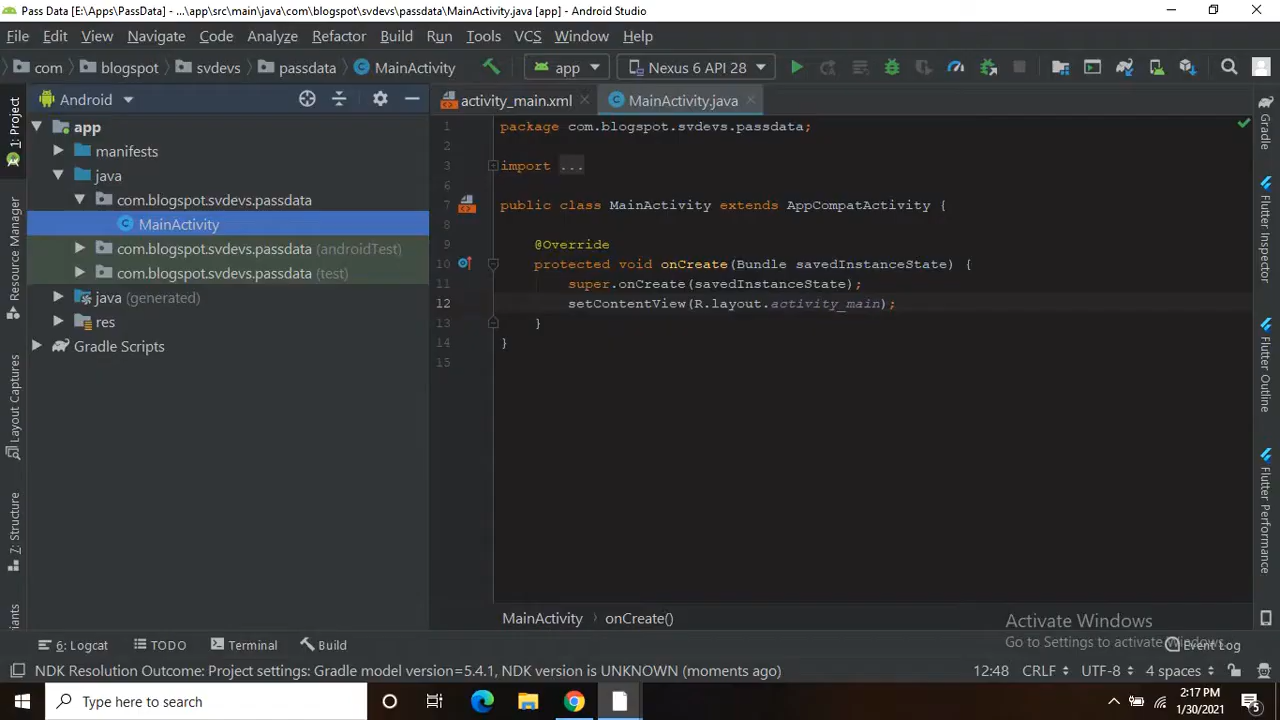 Pass Data [E:\Apps\PassData] - ...\app\src\main\java\com\blogspot\svdevs\passdata\MainActivity.java [app] - Android Studio
File Edit View Navigate Code Analyze Refactor Build Run Tools VCS Window Help
com blogspot svdevs passdata MainActivity app Nexus 6 API 28
Android
activity_main.xml MainActivity.java
app
manifests
java
com.blogspot.svdevs.passdata
MainActivity
com.blogspot.svdevs.passdata (androidTest)
com.blogspot.svdevs.passdata (test)
java (generated)
res
Gradle Scripts
1: Project
Resource Manager
Layout Captures
7: Structure
iants
1 package com.blogspot.svdevs.passdata;
2
3 import ...
6
7 public class MainActivity extends AppCompatActivity {
8
9 @Override
10 protected void onCreate(Bundle savedInstanceState) {
11 super.onCreate(savedInstanceState);
12 setContentView(R.layout.activity_main);
13 }
14 }
15
Gradle
Flutter Inspector
Flutter Outline
Flutter Performance
MainActivity › onCreate()
Activate Windows
Go to Settings to activate Windows.
6: Logcat TODO Terminal Build Event Log
NDK Resolution Outcome: Project settings: Gradle model version=5.4.1, NDK version is UNKNOWN (moments ago) 12:48 CRLF UTF-8 4 spaces
Type here to search
2:17 PM
1/30/2021
5